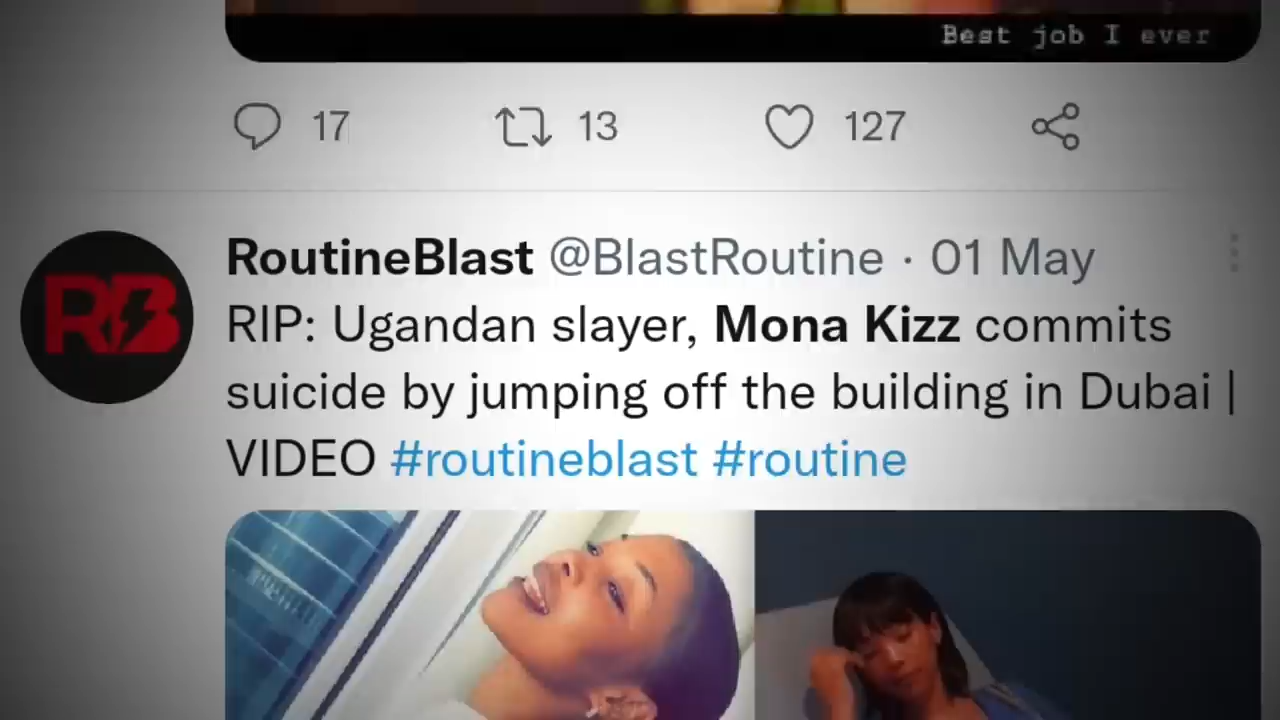 Best job I ever
17 13 127
RB
RoutineBlast @BlastRoutine · 01 May
RIP: Ugandan slayer, Mona Kizz commits
suicide by jumping off the building in Dubai |
VIDEO #routineblast #routine